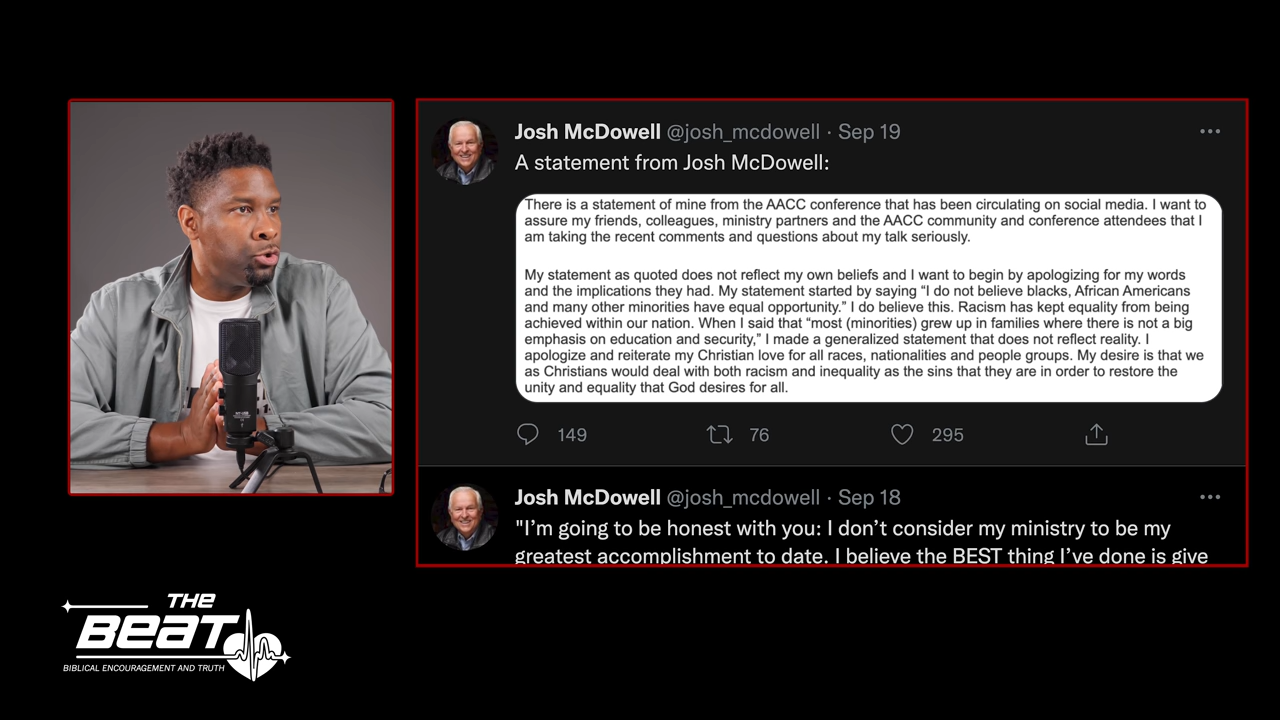 Josh McDowell @josh_mcdowell · Sep 19
A statement from Josh McDowell:
There is a statement of mine from the AACC conference that has been circulating on social media. I want to
assure my friends, colleagues, ministry partners and the AACC community and conference attendees that I
am taking the recent comments and questions about my talk seriously.
My statement as quoted does not reflect my own beliefs and I want to begin by apologizing for my words
and the implications they had. My statement started by saying “I do not believe blacks, African Americans
and many other minorities have equal opportunity.” I do believe this. Racism has kept equality from being
achieved within our nation. When I said that “most (minorities) grew up in families where there is not a big
emphasis on education and security,” I made a generalized statement that does not reflect reality. I
apologize and reiterate my Christian love for all races, nationalities and people groups. My desire is that we
as Christians would deal with both racism and inequality as the sins that they are in order to restore the
unity and equality that God desires for all.
149 76 295
Josh McDowell @josh_mcdowell · Sep 18
"I’m going to be honest with you: I don’t consider my ministry to be my
greatest accomplishment to date. I believe the BEST thing I’ve done is give
THE
BEAT
BIBLICAL ENCOURAGEMENT AND TRUTH